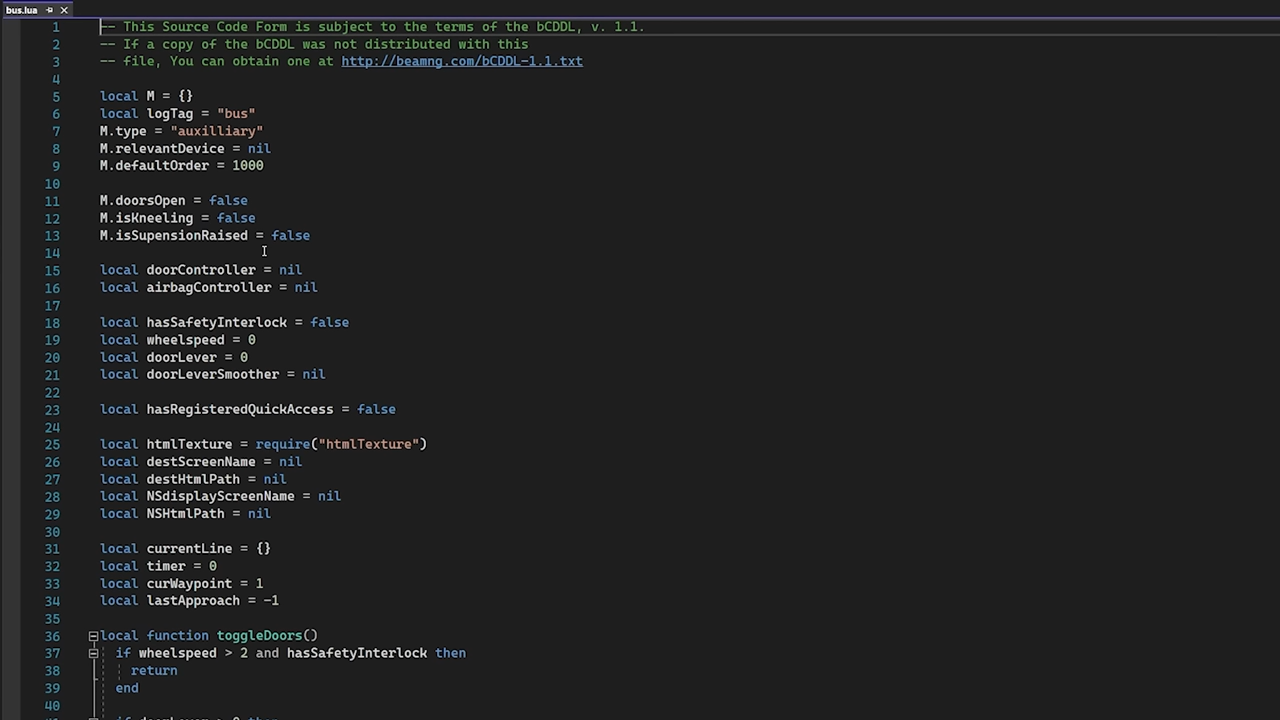 bus.lua
1 -- This Source Code Form is subject to the terms of the bCDDL, v. 1.1.
2 -- If a copy of the bCDDL was not distributed with this
3 -- file, You can obtain one at http://beamng.com/bCDDL-1.1.txt
4
5 local M = {}
6 local logTag = "bus"
7 M.type = "auxilliary"
8 M.relevantDevice = nil
9 M.defaultOrder = 1000
10
11 M.doorsOpen = false
12 M.isKneeling = false
13 M.isSupensionRaised = false
14
15 local doorController = nil
16 local airbagController = nil
17
18 local hasSafetyInterlock = false
19 local wheelspeed = 0
20 local doorLever = 0
21 local doorLeverSmoother = nil
22
23 local hasRegisteredQuickAccess = false
24
25 local htmlTexture = require("htmlTexture")
26 local destScreenName = nil
27 local destHtmlPath = nil
28 local NSdisplayScreenName = nil
29 local NSHtmlPath = nil
30
31 local currentLine = {}
32 local timer = 0
33 local curWaypoint = 1
34 local lastApproach = -1
35
36 local function toggleDoors()
37 if wheelspeed > 2 and hasSafetyInterlock then
38 return
39 end
40